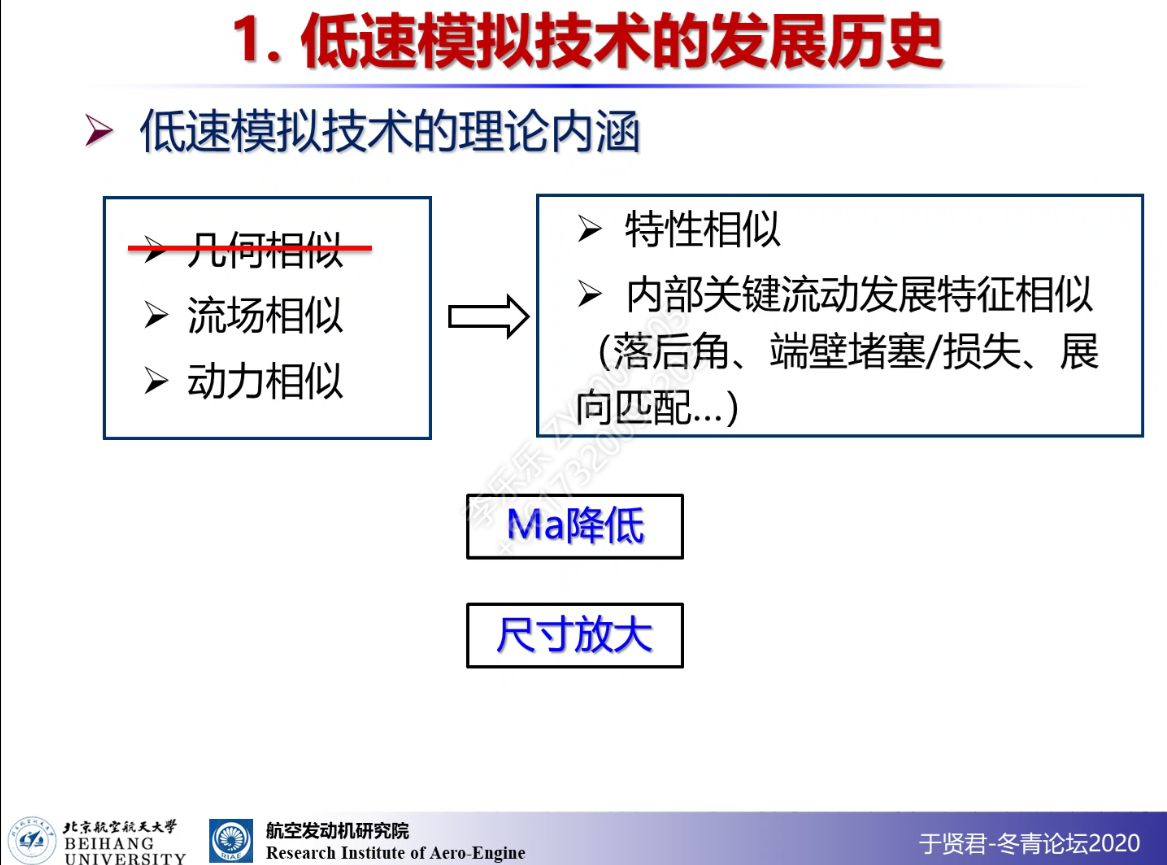 1. 低速模拟技术的发展历史
低速模拟技术的理论内涵
几何相似
流场相似
动力相似
特性相似
内部关键流动发展特征相似
（落后角、端壁堵塞/损失、展
向匹配…）
李乐乐
Ma降低
尺寸放大
北京航空航天大学
BEIHANG
UNIVERSITY
航空发动机研究院
Research Institute of Aero-Engine
于贤君-冬青论坛2020